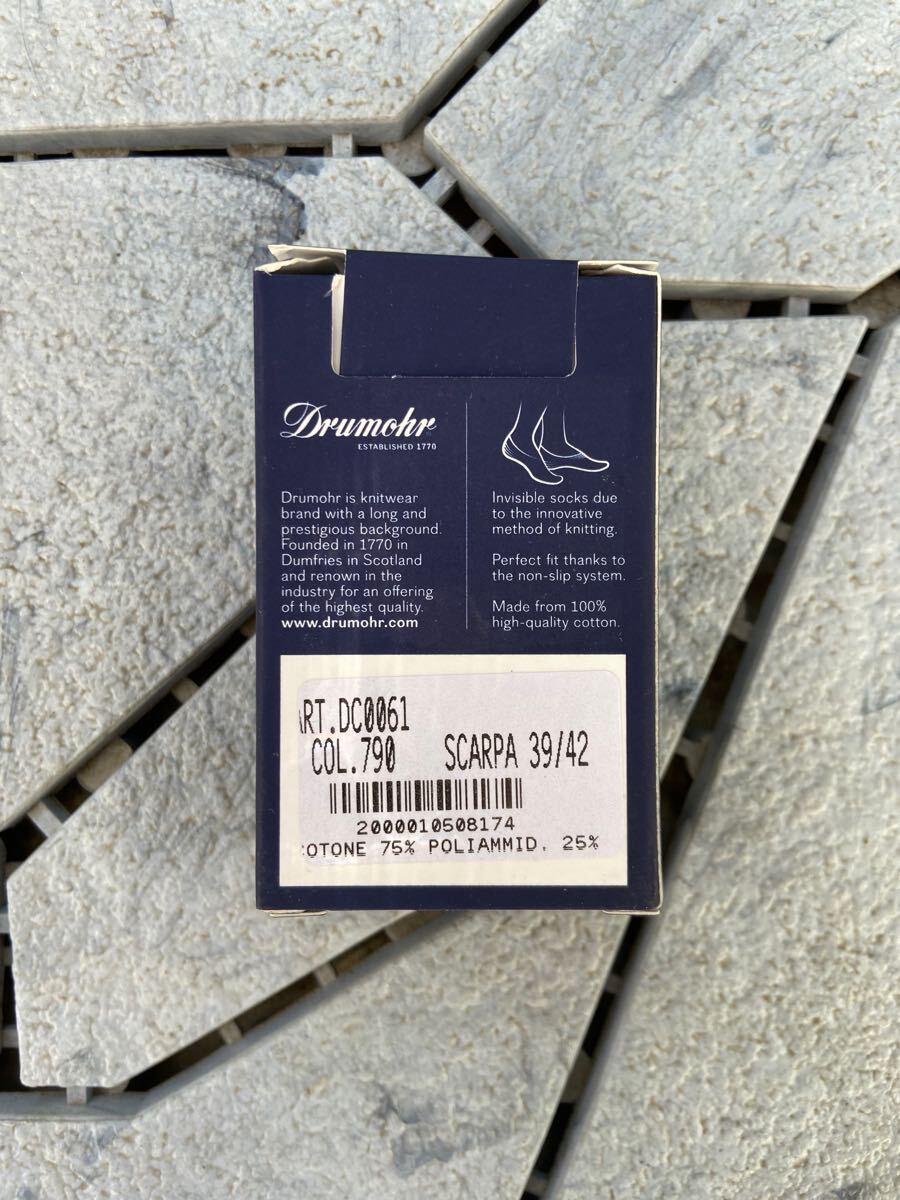 Drumohr
ESTABLISHED 1770
Drumohr is knitwear
brand with a long and
prestigious background.
Founded in 1770 in
Dumfries in Scotland
and renown in the
industry for an offering
of the highest quality.
www.drumohr.com
Invisible socks due
to the innovative
method of knitting.
Perfect fit thanks to
the non-slip system.
Made from 100%
high-quality cotton.
RT.DC0061
COL.790 SCARPA 39/42
2000010508174
OTONE 75% POLIAMMID. 25%